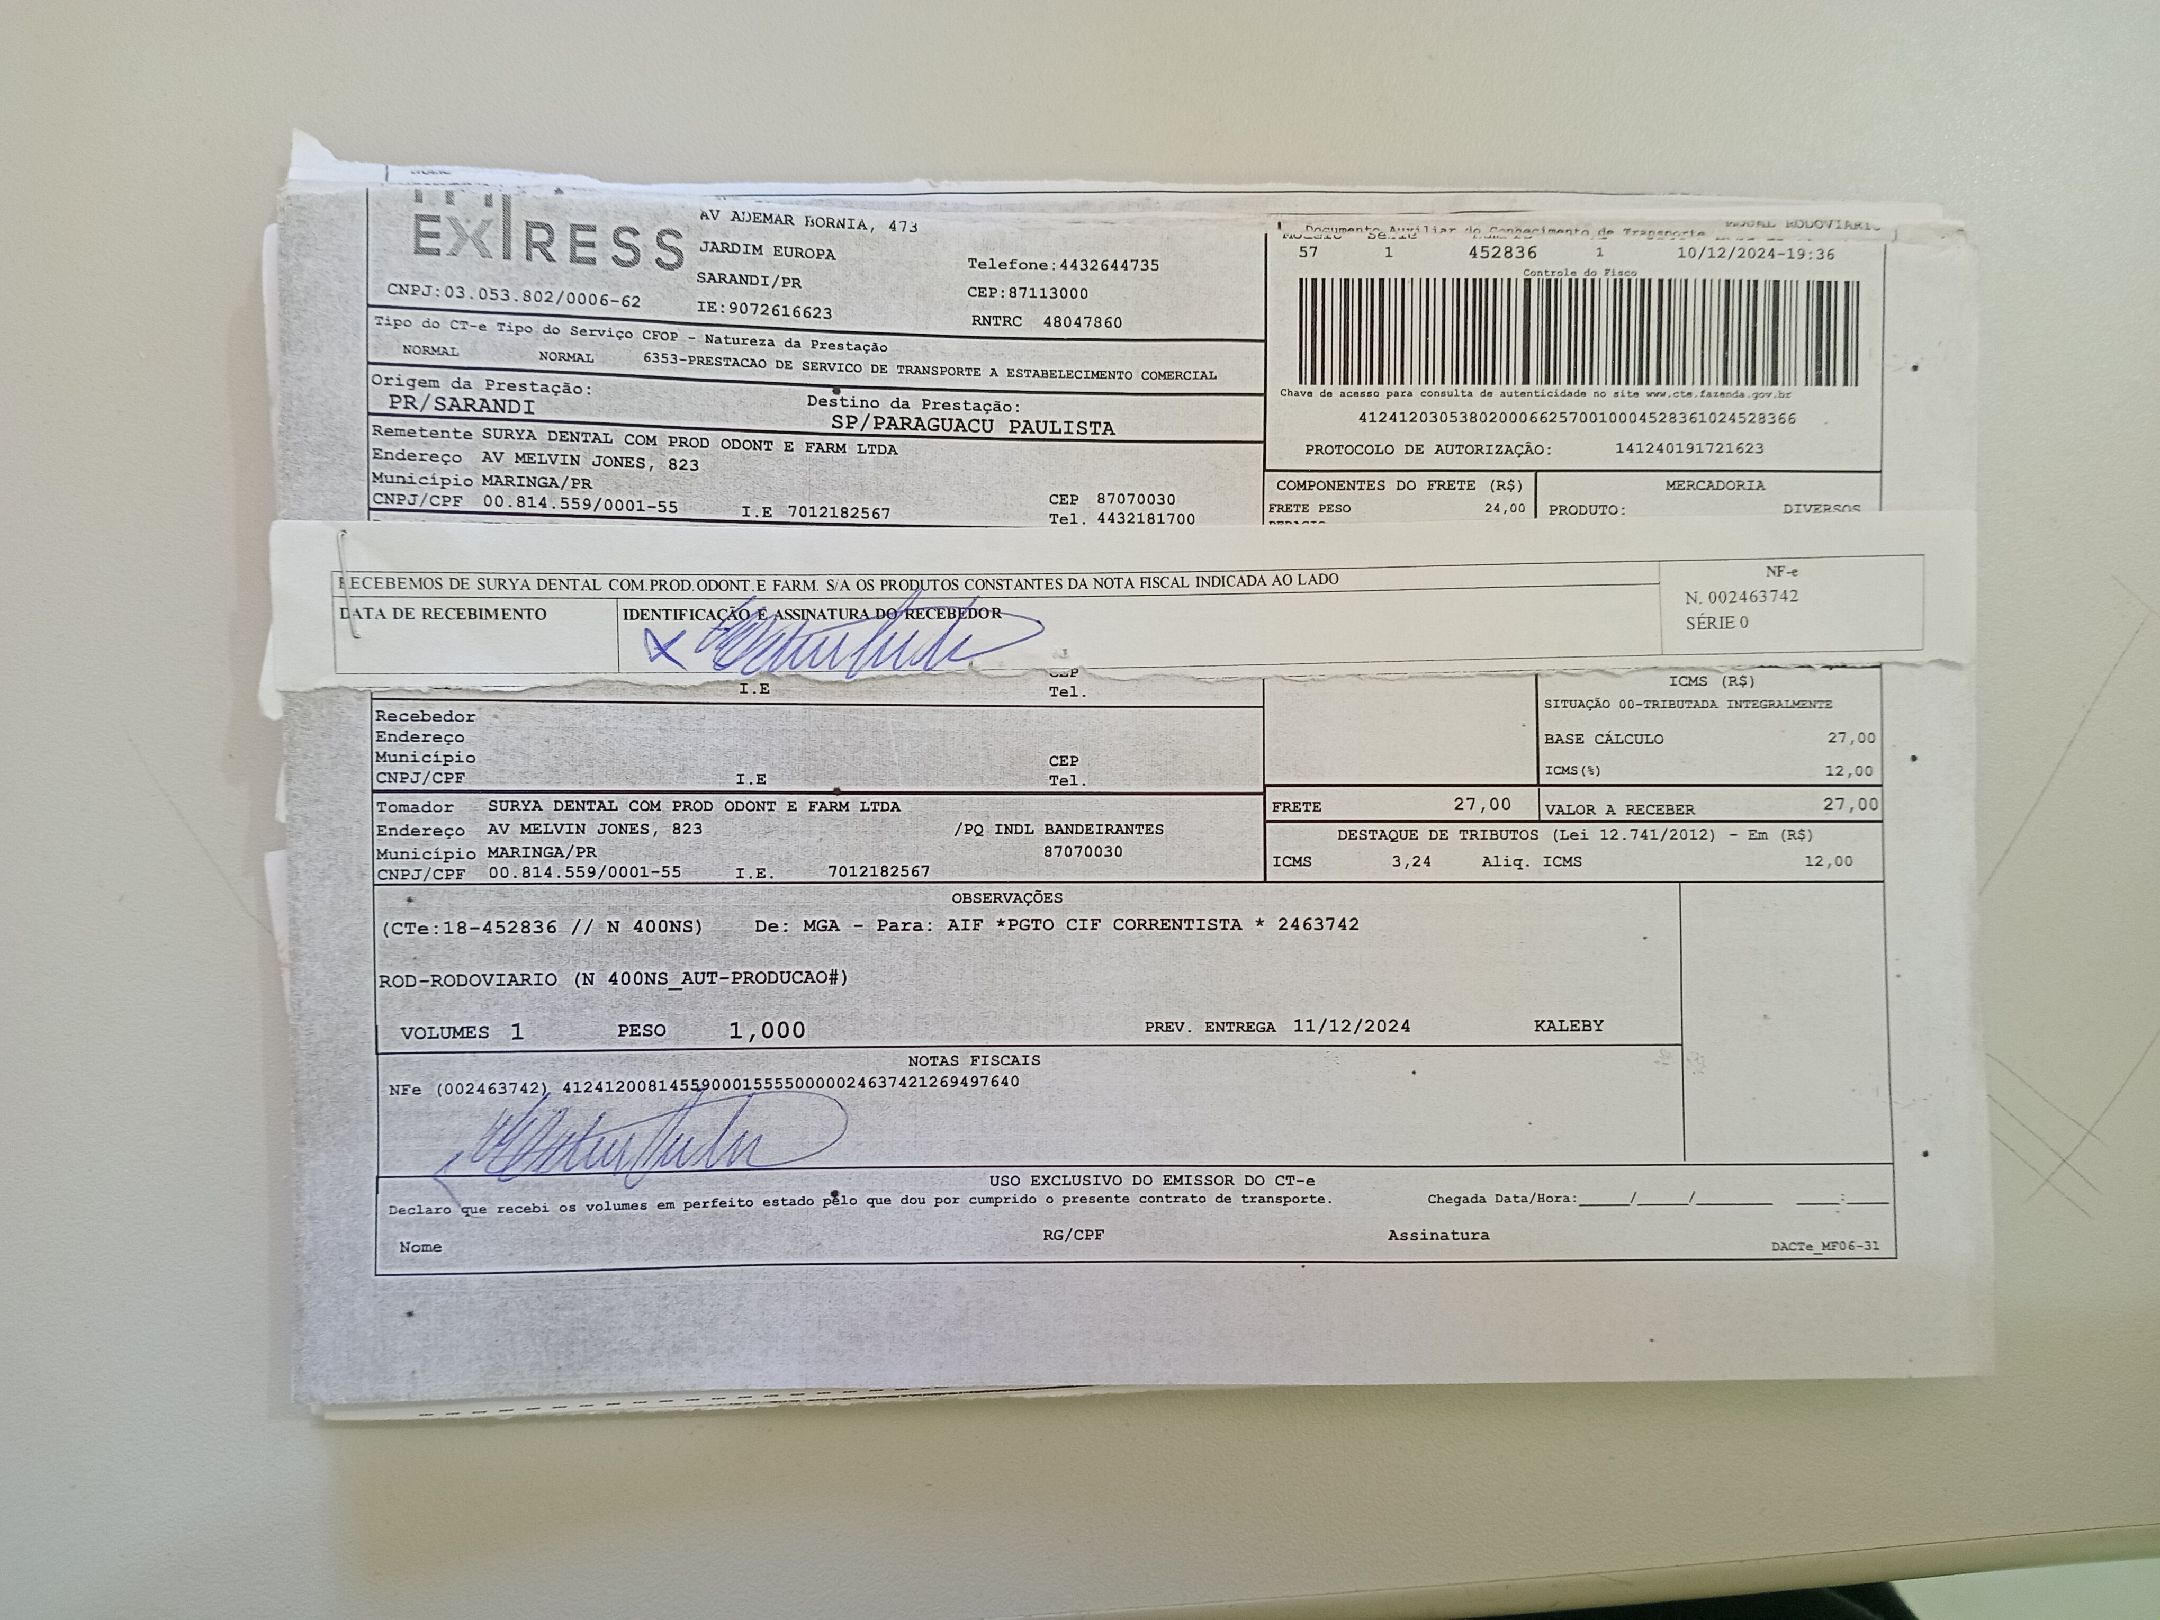 EXPRESS
AV ADEMAR BORNIA, 473
JARDIM EUROPA
SARANDI/PR
IE:9072616623
CNPJ:03.053.802/0006-62
Telefone:4432644735
CEP:87113000
RNTRC 48047860
Documento Auxiliar do Conhecimento de Transporte
57 1 452836 1 10/12/2024-19:36
Controle do Fisco
Chave de acesso para consulta de autenticidade no site www.cte.fazenda.gov.br
41241203053802000662570010004528361024528366
PROTOCOLO DE AUTORIZAÇÃO: 141240191721623
Tipo do CT-e Tipo do Serviço CFOP - Natureza da Prestação
NORMAL NORMAL 6353-PRESTACAO DE SERVICO DE TRANSPORTE A ESTABELECIMENTO COMERCIAL
Origem da Prestação:
PR/SARANDI
Destino da Prestação:
SP/PARAGUACU PAULISTA
Remetente SURYA DENTAL COM PROD ODONT E FARM LTDA
Endereço AV MELVIN JONES, 823
Município MARINGA/PR
CNPJ/CPF 00.814.559/0001-55 I.E 7012182567
CEP 87070030
Tel. 4432181700
COMPONENTES DO FRETE (R$)
FRETE PESO 24,00
MERCADORIA
PRODUTO: DIVERSOS
RECEBEMOS DE SURYA DENTAL COM.PROD.ODONT.E FARM. S/A OS PRODUTOS CONSTANTES DA NOTA FISCAL INDICADA AO LADO
DATA DE RECEBIMENTO
IDENTIFICAÇÃO E ASSINATURA DO RECEBEDOR
NF-e
N. 002463742
SÉRIE 0
I.E
CEP
Tel.
ICMS (R$)
SITUAÇÃO 00-TRIBUTADA INTEGRALMENTE
BASE CÁLCULO 27,00
ICMS(%) 12,00
Recebedor
Endereço
Município
CNPJ/CPF
I.E
CEP
Tel.
Tomador SURYA DENTAL COM PROD ODONT E FARM LTDA
Endereço AV MELVIN JONES, 823 /PQ INDL BANDEIRANTES
Município MARINGA/PR 87070030
CNPJ/CPF 00.814.559/0001-55 I.E. 7012182567
FRETE 27,00
VALOR A RECEBER 27,00
DESTAQUE DE TRIBUTOS (Lei 12.741/2012) - Em (R$)
ICMS 3,24 Aliq. ICMS 12,00
OBSERVAÇÕES
(CTe:18-452836 // N 400NS) De: MGA - Para: AIF *PGTO CIF CORRENTISTA * 2463742
ROD-RODOVIARIO (N 400NS_AUT-PRODUCAO#)
VOLUMES 1 PESO 1,000 PREV. ENTREGA 11/12/2024 KALEBY
NOTAS FISCAIS
NFe (002463742) 41241200814559000155550000024637421269497640
USO EXCLUSIVO DO EMISSOR DO CT-e
Declaro que recebi os volumes em perfeito estado pelo que dou por cumprido o presente contrato de transporte.
Chegada Data/Hora:____/____/______ ____:____
Nome
RG/CPF
Assinatura
DACTe_MF06-31